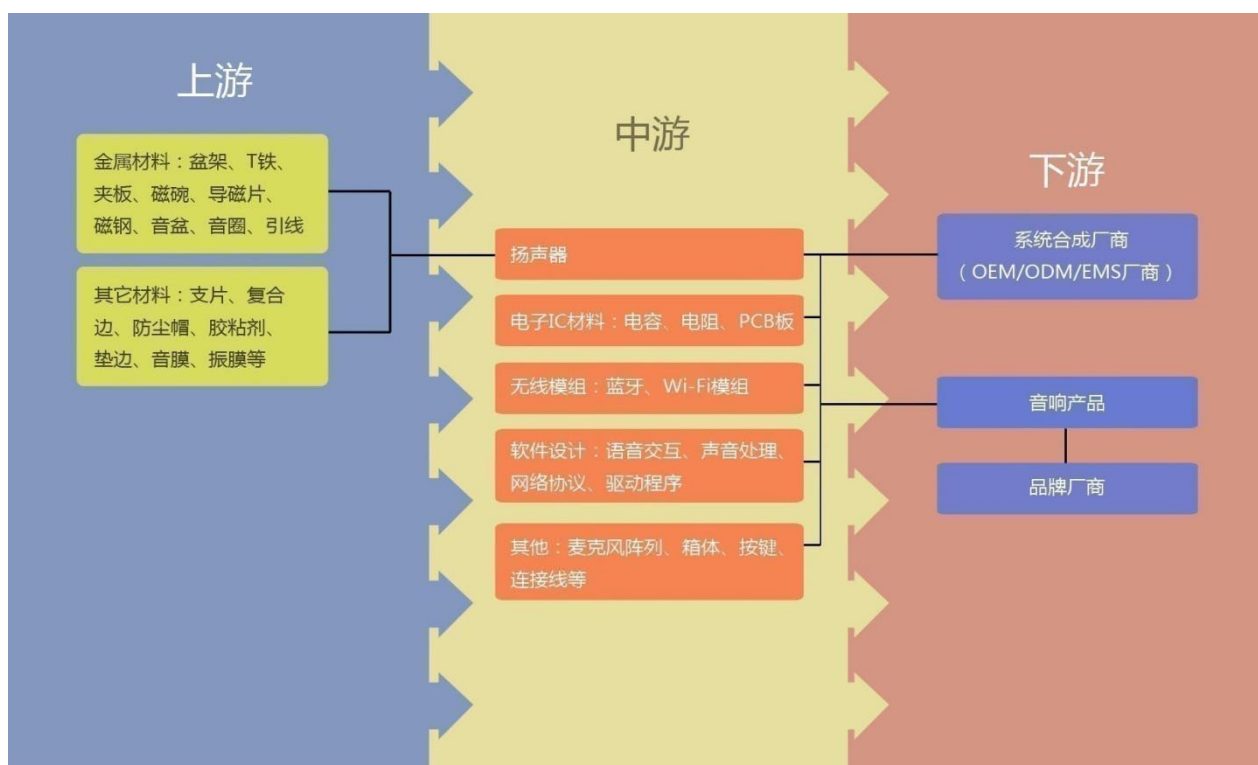 上游
金属材料：盆架、T铁、
夹板、磁碗、导磁片、
磁钢、音盆、音圈、引线
其它材料：支片、复合
边、防尘帽、胶粘剂、
垫边、音膜、振膜等
中游
扬声器
电子IC材料：电容、电阻、PCB板
无线模组：蓝牙、Wi-Fi模组
软件设计：语音交互、声音处理、
网络协议、驱动程序
其他：麦克风阵列、箱体、按键、
连接线等
下游
系统合成厂商
（OEM/ODM/EMS厂商）
音响产品
品牌厂商